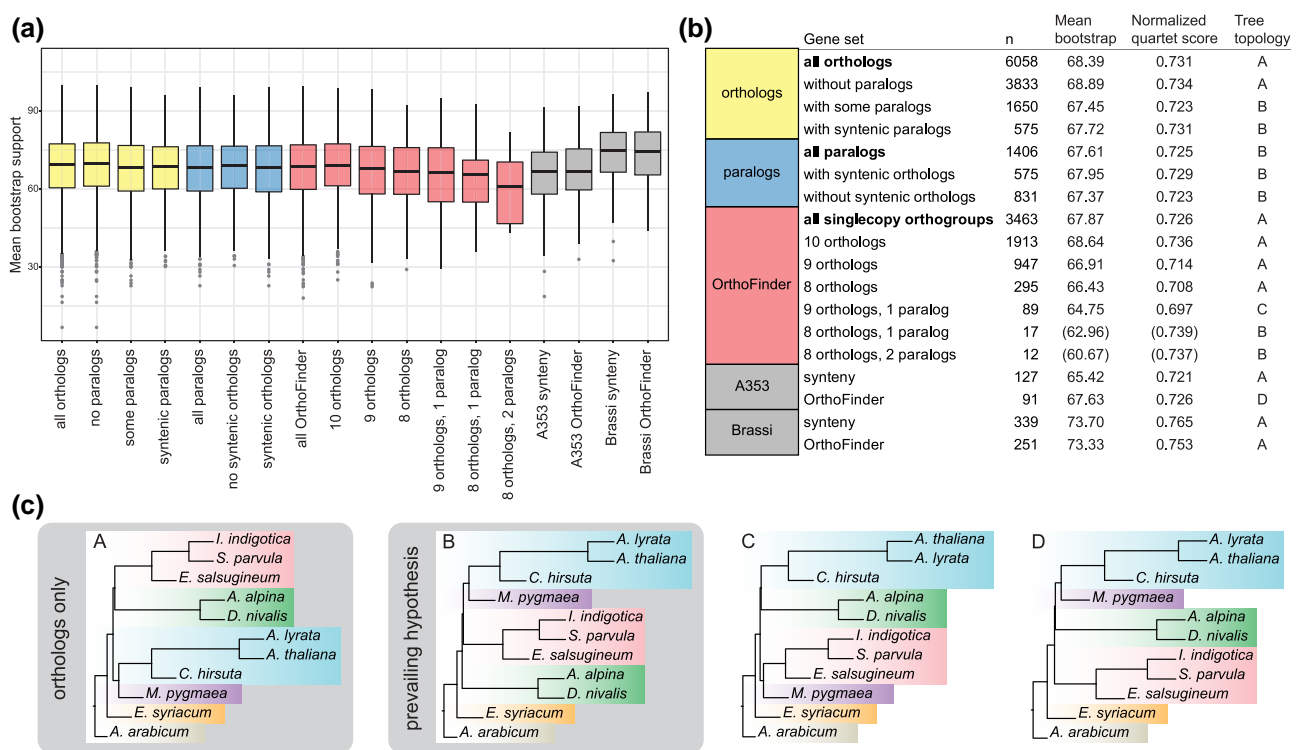 (a)
Mean bootstrap support
90
60
30
all orthologs
no paralogs
some paralogs
syntenic paralogs
all paralogs
no syntenic orthologs
syntenic orthologs
all OrthoFinder
10 orthologs
9 orthologs
8 orthologs
9 orthologs, 1 paralog
8 orthologs, 1 paralog
8 orthologs, 2 paralogs
A353 synteny
A353 OrthoFinder
Brassi synteny
Brassi OrthoFinder
(b)
Gene set n Mean bootstrap Normalized quartet score Tree topology
orthologs
all orthologs 6058 68.39 0.731 A
without paralogs 3833 68.89 0.734 A
with some paralogs 1650 67.45 0.723 B
with syntenic paralogs 575 67.72 0.731 B
paralogs
all paralogs 1406 67.61 0.725 B
with syntenic orthologs 575 67.95 0.729 B
without syntenic orthologs 831 67.37 0.723 B
OrthoFinder
all singlecopy orthogroups 3463 67.87 0.726 A
10 orthologs 1913 68.64 0.736 A
9 orthologs 947 66.91 0.714 A
8 orthologs 295 66.43 0.708 A
9 orthologs, 1 paralog 89 64.75 0.697 C
8 orthologs, 1 paralog 17 (62.96) (0.739) B
8 orthologs, 2 paralogs 12 (60.67) (0.737) B
A353
synteny 127 65.42 0.721 A
OrthoFinder 91 67.63 0.726 D
Brassi
synteny 339 73.70 0.765 A
OrthoFinder 251 73.33 0.753 A
(c)
orthologs only
A
I. indigotica
S. parvula
E. salsugineum
A. alpina
D. nivalis
A. lyrata
A. thaliana
C. hirsuta
M. pygmaea
E. syriacum
A. arabicum
prevailing hypothesis
B
A. lyrata
A. thaliana
C. hirsuta
M. pygmaea
I. indigotica
S. parvula
E. salsugineum
A. alpina
D. nivalis
E. syriacum
A. arabicum
C
A. thaliana
A. lyrata
C. hirsuta
A. alpina
D. nivalis
I. indigotica
S. parvula
E. salsugineum
M. pygmaea
E. syriacum
A. arabicum
D
A. lyrata
A. thaliana
C. hirsuta
M. pygmaea
A. alpina
D. nivalis
I. indigotica
S. parvula
E. salsugineum
E. syriacum
A. arabicum